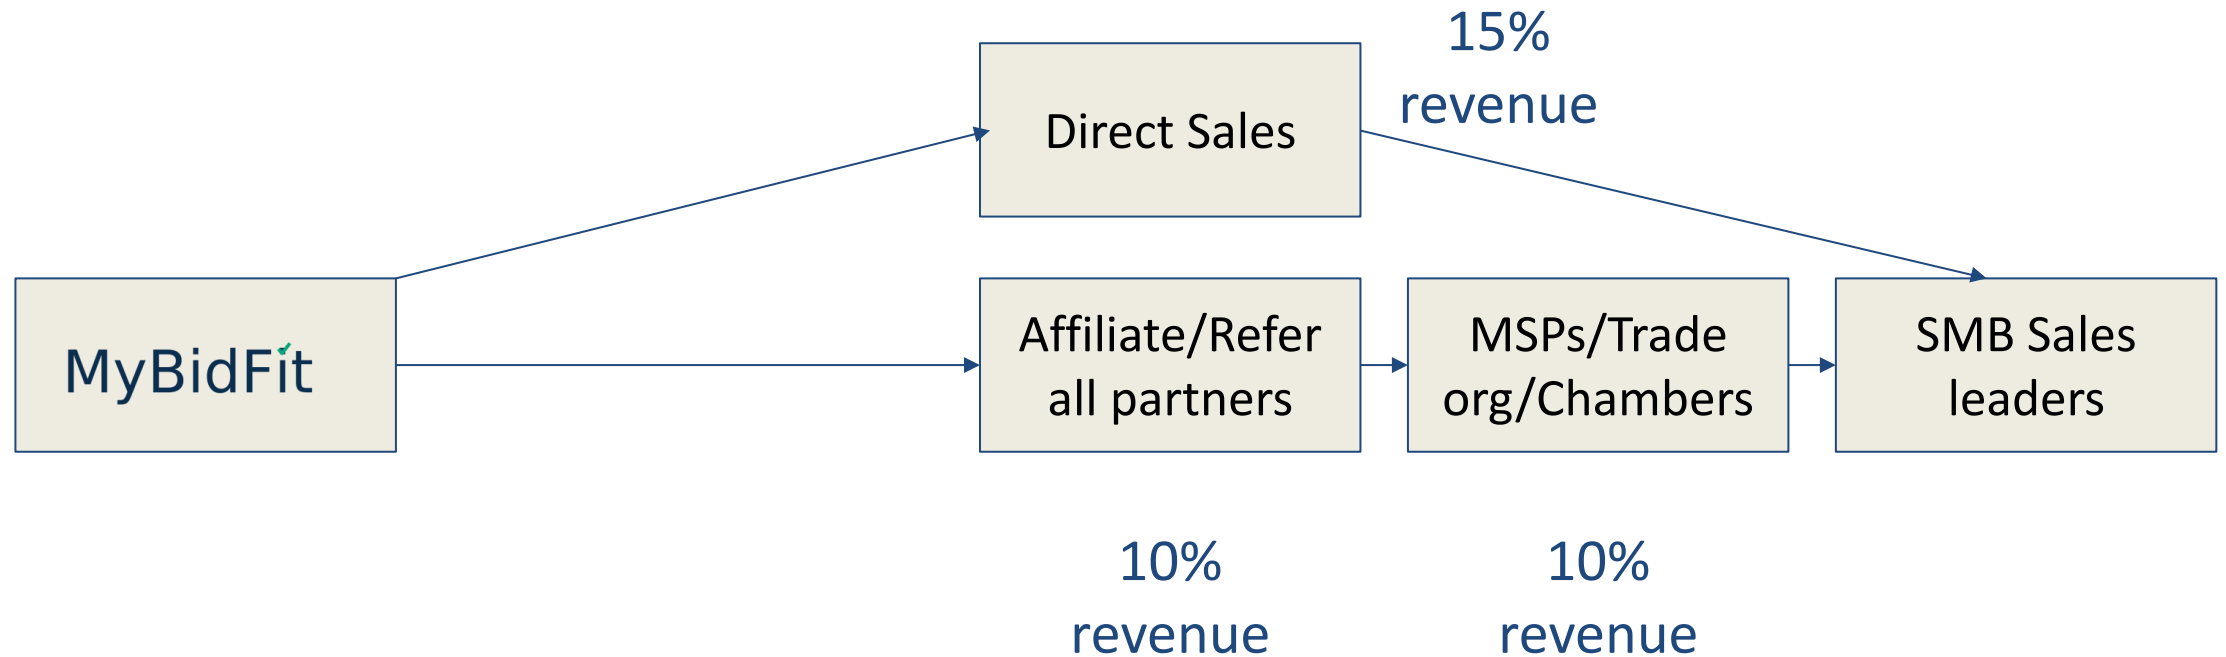 15%
revenue
Direct Sales
MyBidFit
Affiliate/Refer
all partners
MSPs/Trade
org/Chambers
SMB Sales
leaders
10%
revenue
10%
revenue